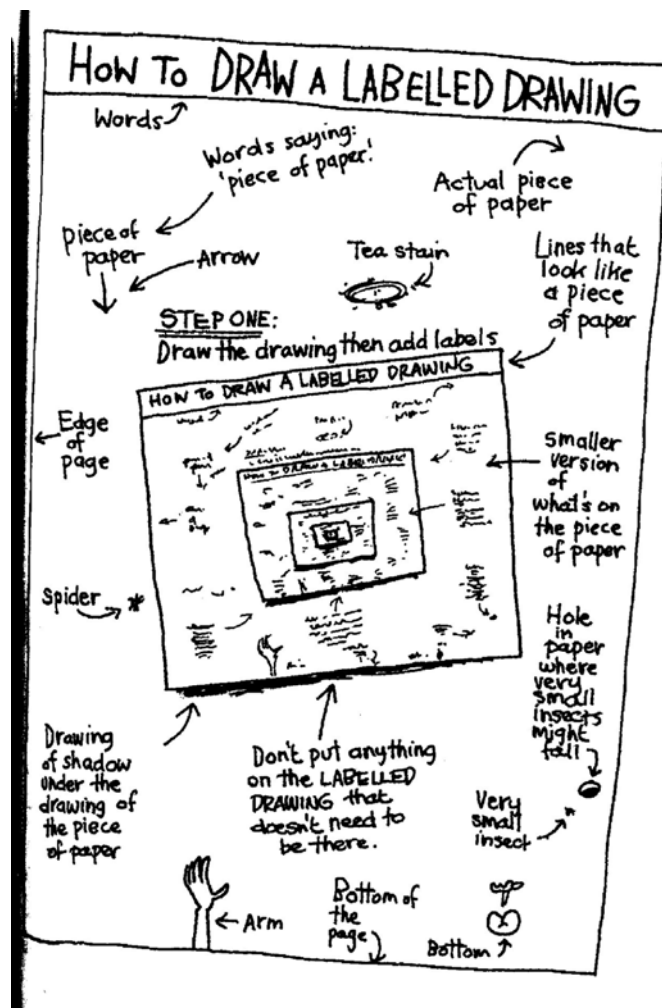 HOW TO DRAW A LABELLED DRAWING
Words
Words saying:
'piece of paper.'
Actual piece
of paper
piece of
paper
Arrow
Tea stain
Lines that
look like
a piece
of paper
STEP ONE:
Draw the drawing then add labels
HOW TO DRAW A LABELLED DRAWING
HOW TO DRAW A LABELLED DRAWING
Edge
of
page
smaller
version
of
what's on
the piece
of paper
Spider
Hole
in
paper
where
very
small
insects
might
fall
Drawing
of shadow
under the
drawing of
the piece
of paper
Don't put anything
on the LABELLED
DRAWING that
doesn't need to
be there.
Very
small
insect
Arm
Bottom of
the
page
Bottom